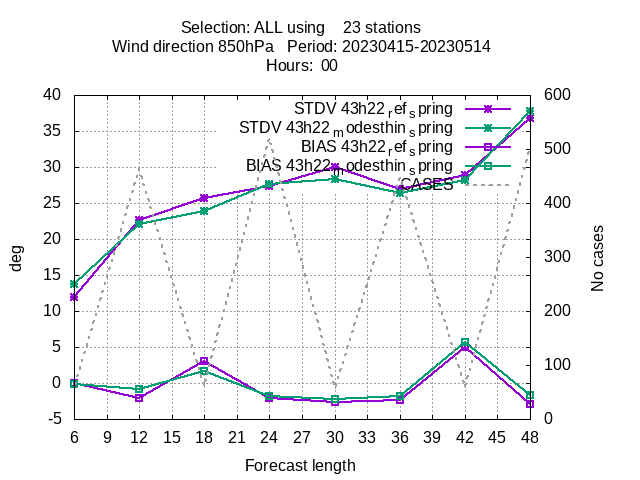 Selection: ALL using    23 stations
Wind direction 850hPa   Period: 20230415-20230514
Hours:  00
STDV 43h22_ref_spring
STDV 43h22_modesthin_spring
BIAS 43h22_ref_spring
BIAS 43h22_modesthin_spring
CASES
40
35
30
25
20
15
10
5
0
-5
deg
600
500
400
300
200
100
0
No cases
6 9 12 15 18 21 24 27 30 33 36 39 42 45 48
Forecast length